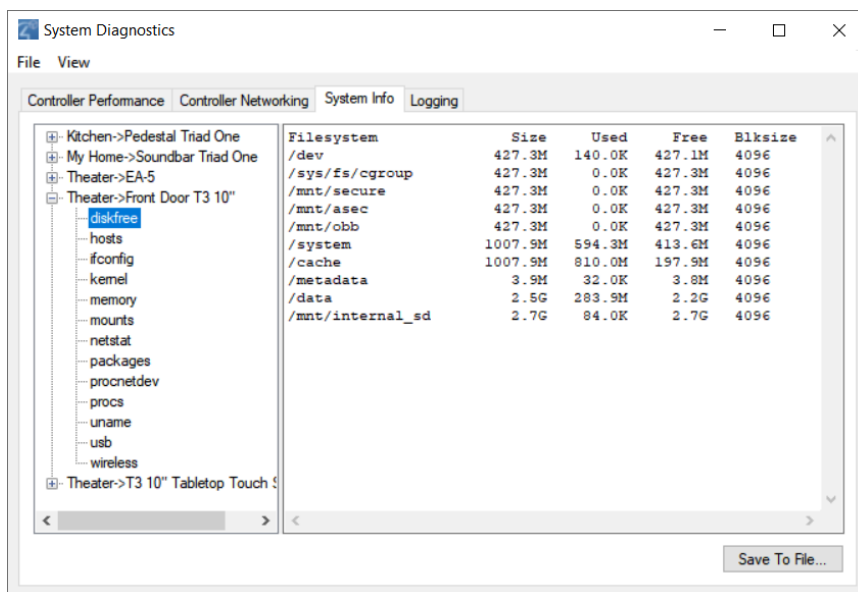 System Diagnostics
File View
Controller Performance Controller Networking System Info Logging
Kitchen->Pedestal Triad One
My Home->Soundbar Triad One
Theater->EA-5
Theater->Front Door T3 10"
diskfree
hosts
ifconfig
kernel
memory
mounts
netstat
packages
procnetdev
procs
uname
usb
wireless
Theater->T3 10" Tabletop Touch
Filesystem Size Used Free Blksize
/dev 427.3M 140.0K 427.1M 4096
/sys/fs/cgroup 427.3M 0.0K 427.3M 4096
/mnt/secure 427.3M 0.0K 427.3M 4096
/mnt/asec 427.3M 0.0K 427.3M 4096
/mnt/obb 427.3M 0.0K 427.3M 4096
/system 1007.9M 594.3M 413.6M 4096
/cache 1007.9M 810.0M 197.9M 4096
/metadata 3.9M 32.0K 3.8M 4096
/data 2.5G 283.9M 2.2G 4096
/mnt/internal_sd 2.7G 84.0K 2.7G 4096
Save To File...